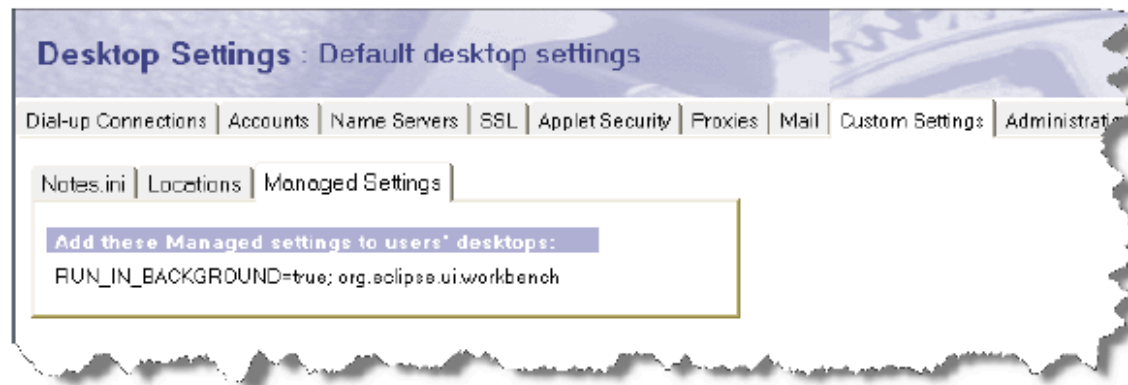 Desktop Settings : Default desktop settings
Dial-up Connections | Accounts | Name Servers | SSL | Applet Security | Proxies | Mail | Custom Settings | Administratio
Notes.ini | Locations | Managed Settings
Add these Managed settings to users' desktops:
RUN_IN_BACKGROUND=true; org.eclipse.ui.workbench